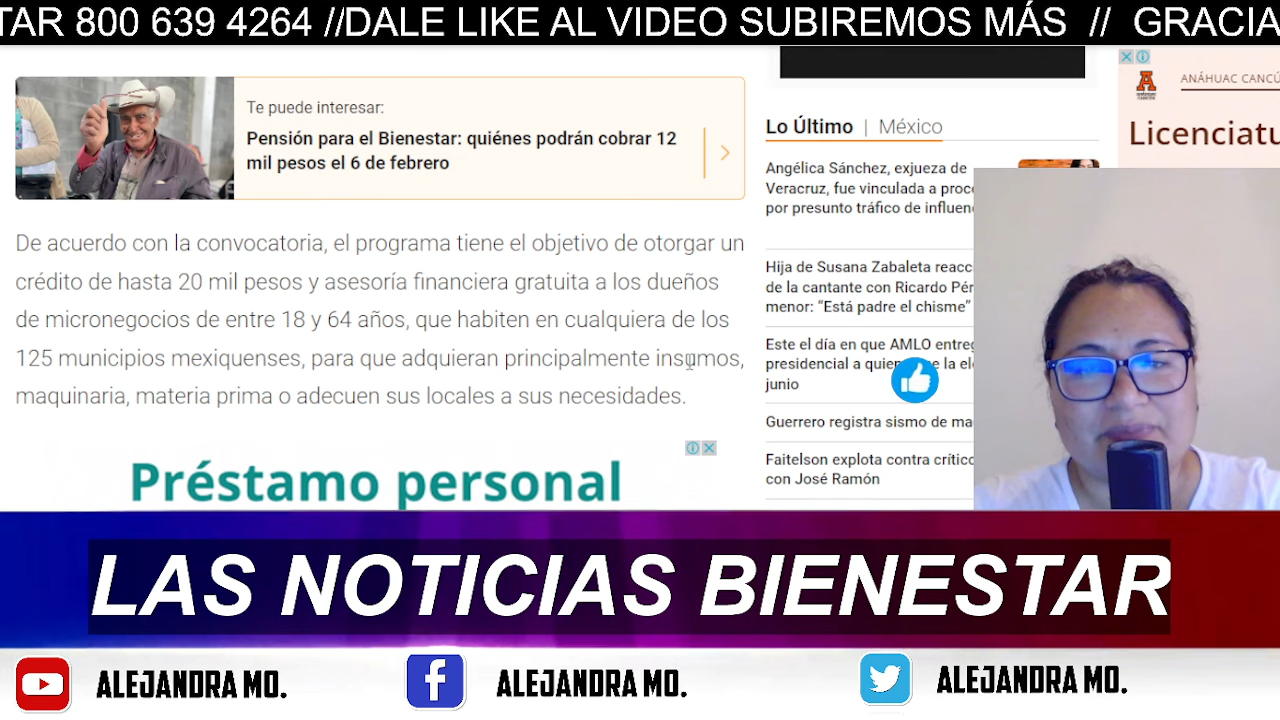 TAR 800 639 4264 //DALE LIKE AL VIDEO SUBIREMOS MÁS // GRACIA
Te puede interesar:
Pensión para el Bienestar: quiénes podrán cobrar 12
mil pesos el 6 de febrero
De acuerdo con la convocatoria, el programa tiene el objetivo de otorgar un
crédito de hasta 20 mil pesos y asesoría financiera gratuita a los dueños
de micronegocios de entre 18 y 64 años, que habiten en cualquiera de los
125 municipios mexiquenses, para que adquieran principalmente insumos,
maquinaria, materia prima o adecuen sus locales a sus necesidades.
Préstamo personal
Lo Último | México
Angélica Sánchez, exjueza de
Veracruz, fue vinculada a proce
por presunto tráfico de influen
Hija de Susana Zabaleta reacc
de la cantante con Ricardo Pér
menor: “Está padre el chisme”
Este el día en que AMLO entreg
presidencial a quien la ele
junio
Guerrero registra sismo de ma
Faitelson explota contra crítico
con José Ramón
ANÁHUAC CANCÚ
Licenciatu
LAS NOTICIAS BIENESTAR
ALEJANDRA MO.
ALEJANDRA MO.
ALEJANDRA MO.